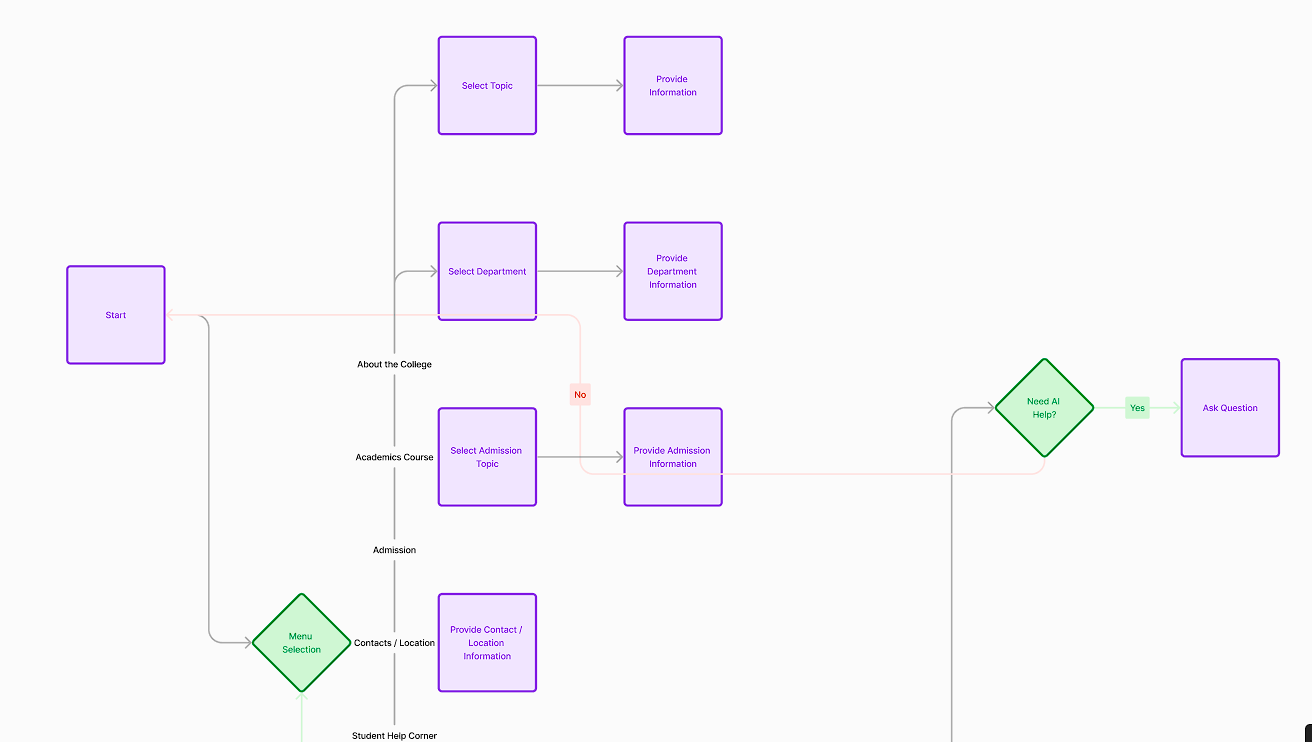 Select Topic
Provide
Information
Select Department
Provide
Department
Information
Start
About the College
No
Need AI
Help?
Yes
Ask Question
Academics Course
Select Admission
Topic
Provide Admission
Information
Admission
Menu
Selection
Contacts / Location
Provide Contact /
Location
Information
Student Help Corner